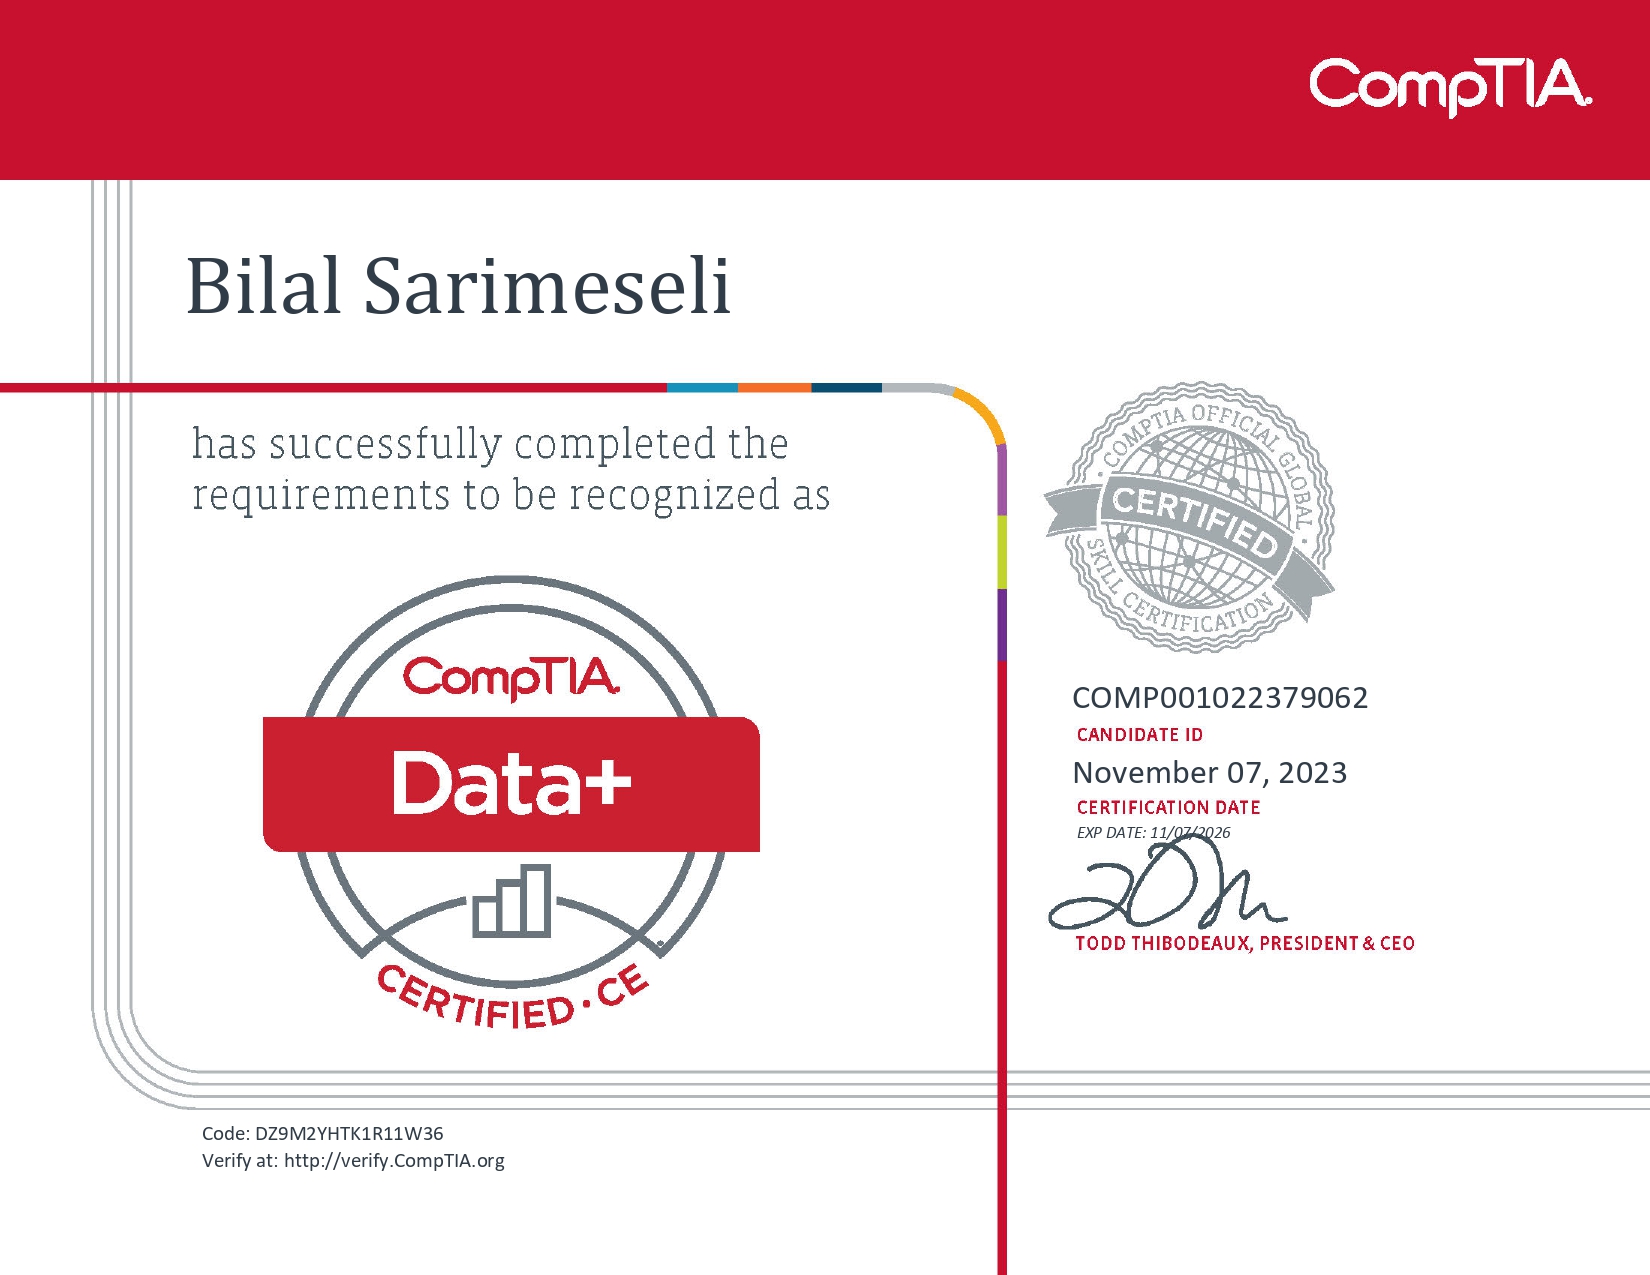 CompTIA.
Bilal Sarimeseli
has successfully completed the
requirements to be recognized as
COMPTIA OFFICIAL GLOBAL
CERTIFIED
SKILL CERTIFICATION
CompTIA.
Data+
CERTIFIED · CE
COMP001022379062
CANDIDATE ID
November 07, 2023
CERTIFICATION DATE
EXP DATE: 11/07/2026
TODD THIBODEAUX, PRESIDENT & CEO
Code: DZ9M2YHTK1R11W36
Verify at: http://verify.CompTIA.org